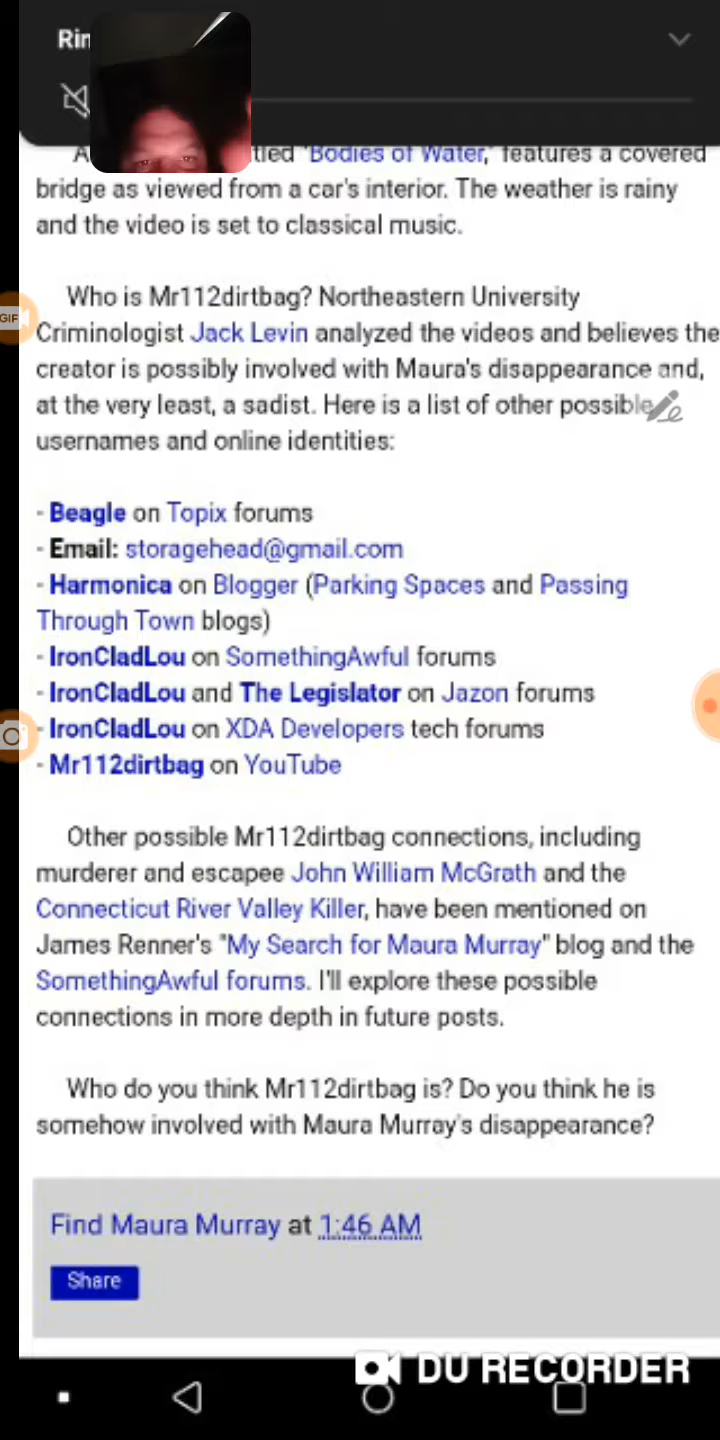 Rin
A tled "Bodies of Water," features a covered
bridge as viewed from a car's interior. The weather is rainy
and the video is set to classical music.
Who is Mr112dirtbag? Northeastern University
GIF
Criminologist Jack Levin analyzed the videos and believes the
creator is possibly involved with Maura's disappearance and,
at the very least, a sadist. Here is a list of other possible
usernames and online identities:
- Beagle on Topix forums
- Email: storagehead@gmail.com
- Harmonica on Blogger (Parking Spaces and Passing
Through Town blogs)
- IronCladLou on SomethingAwful forums
- IronCladLou and The Legislator on Jazon forums
- IronCladLou on XDA Developers tech forums
- Mr112dirtbag on YouTube
Other possible Mr112dirtbag connections, including
murderer and escapee John William McGrath and the
Connecticut River Valley Killer, have been mentioned on
James Renner's "My Search for Maura Murray" blog and the
SomethingAwful forums. I'll explore these possible
connections in more depth in future posts.
Who do you think Mr112dirtbag is? Do you think he is
somehow involved with Maura Murray's disappearance?
Find Maura Murray at 1:46 AM
Share
DU RECORDER